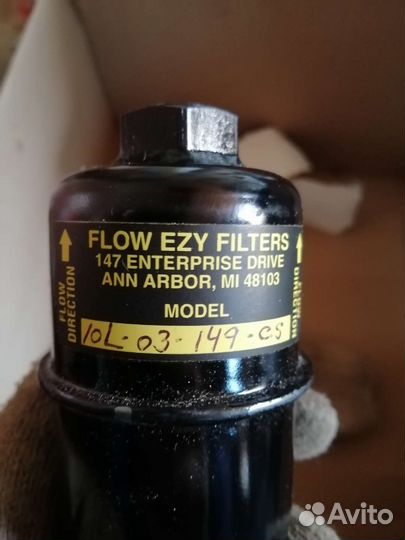 FLOW EZY FILTERS
147 ENTERPRISE DRIVE
ANN ARBOR, MI 48103
MODEL
10L-03-149-CS
FLOW
DIRECTION
DIRECTION
Avito